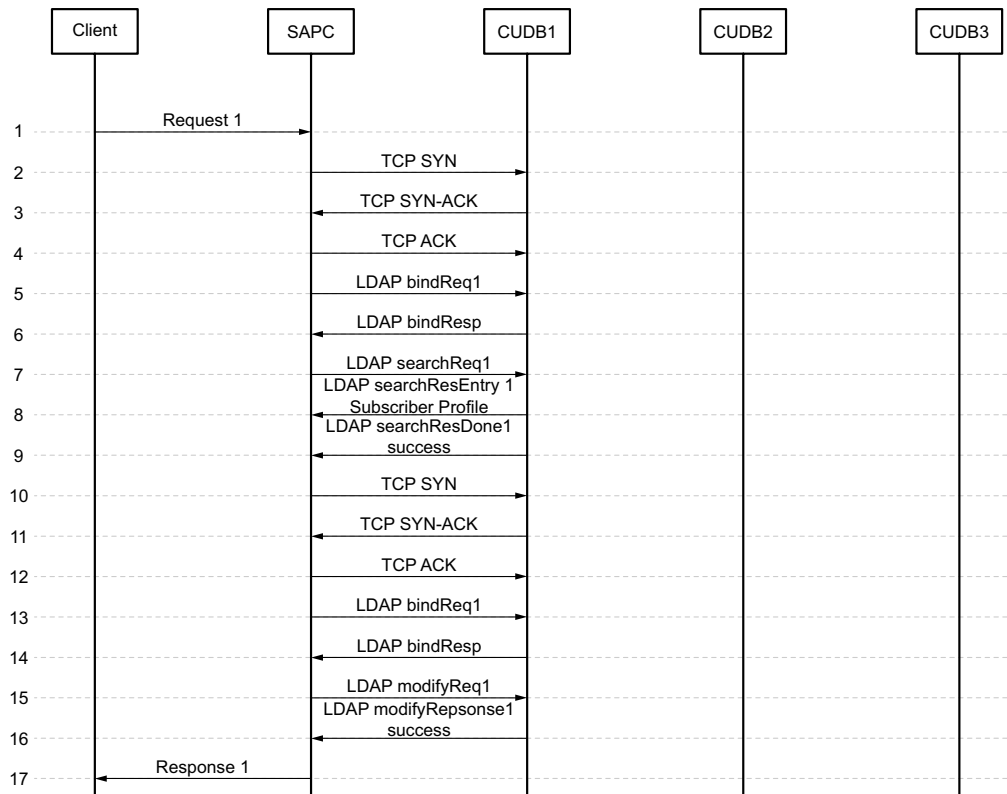 Client
SAPC
CUDB1
CUDB2
CUDB3
1
Request 1
2
TCP SYN
3
TCP SYN-ACK
4
TCP ACK
5
LDAP bindReq1
6
LDAP bindResp
7
LDAP searchReq1
LDAP searchResEntry 1
8
Subscriber Profile
LDAP searchResDone1
success
9
10
TCP SYN
11
TCP SYN-ACK
12
TCP ACK
13
LDAP bindReq1
14
LDAP bindResp
15
LDAP modifyReq1
LDAP modifyRepsonse1
success
16
17
Response 1